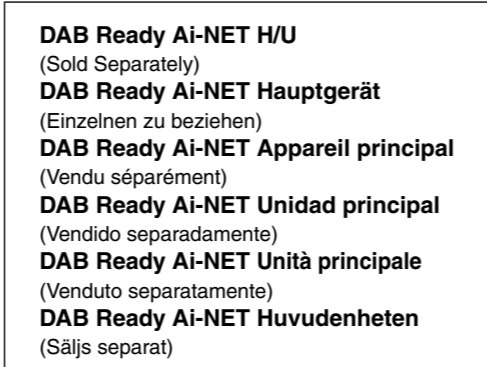 DAB Ready Ai-NET H/U
(Sold Separately)
DAB Ready Ai-NET Hauptgerät
(Einzelnen zu beziehen)
DAB Ready Ai-NET Appareil principal
(Vendu séparément)
DAB Ready Ai-NET Unidad principal
(Vendido separadamente)
DAB Ready Ai-NET Unità principale
(Venduto separatamente)
DAB Ready Ai-NET Huvudenheten
(Säljs separat)